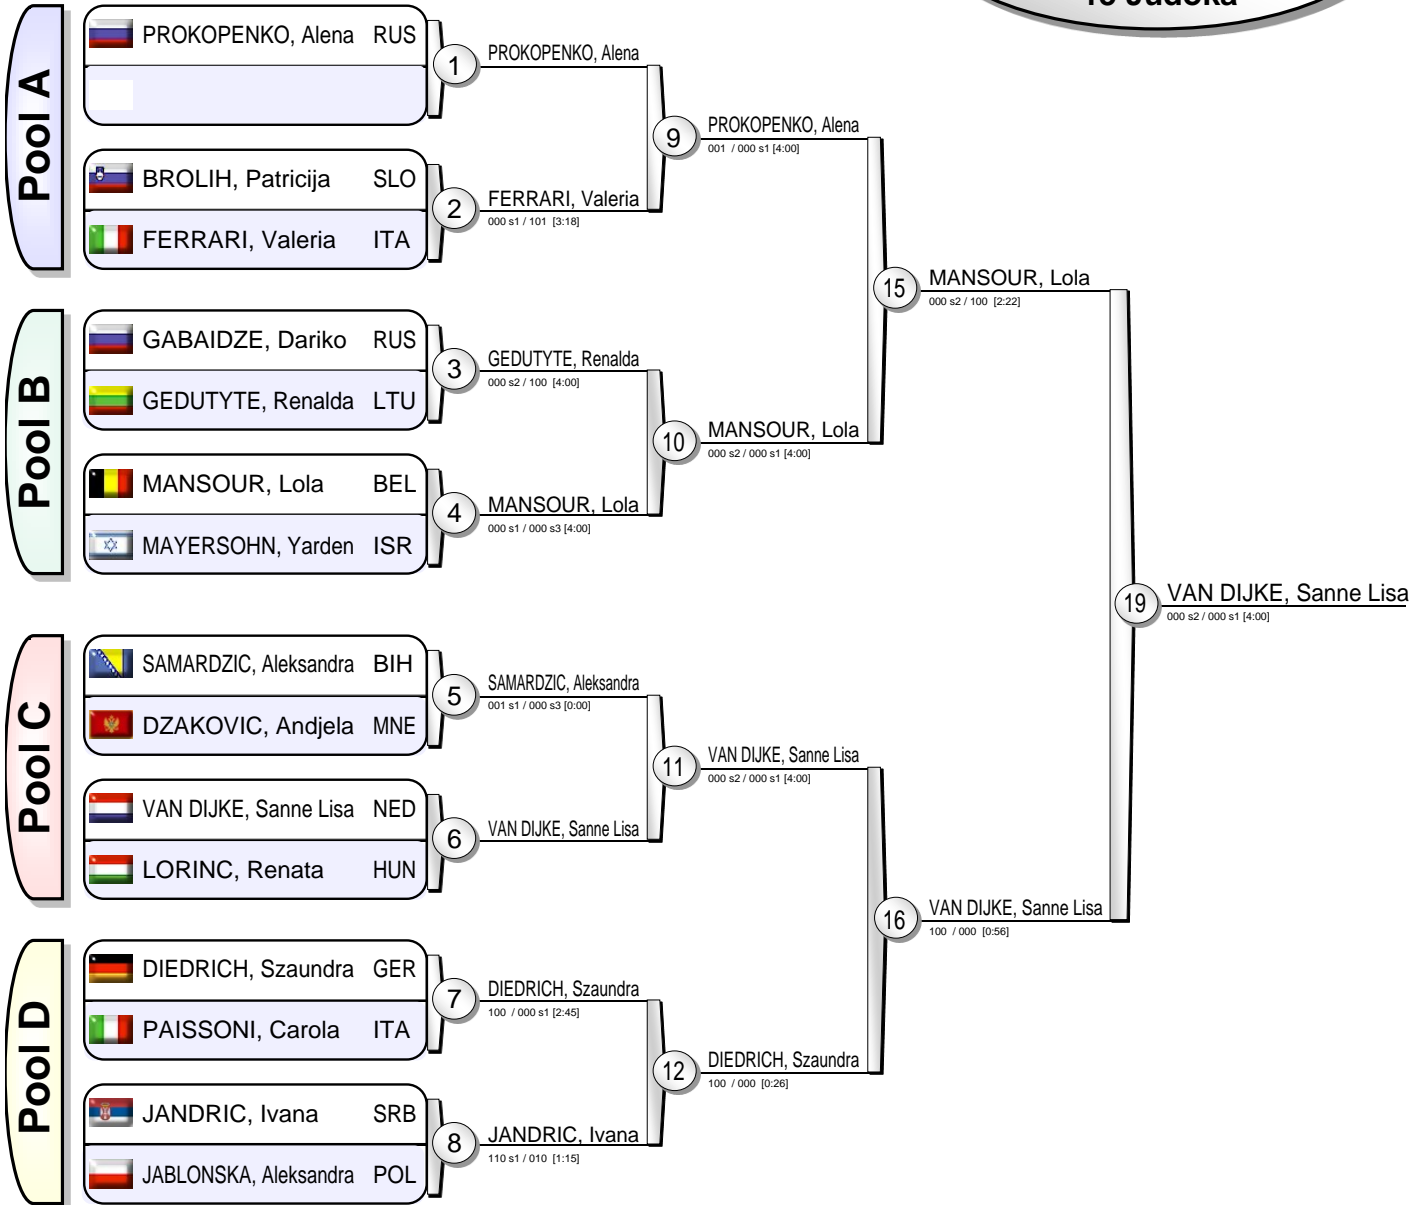 Judoka
Pool A
PROKOPENKO, Alena RUS
BROLIH, Patricija SLO
FERRARI, Valeria ITA
1
PROKOPENKO, Alena
2
FERRARI, Valeria
000 s1 / 101 [3:18]
9
PROKOPENKO, Alena
001 / 000 s1 [4:00]
Pool B
GABAIDZE, Dariko RUS
GEDUTYTE, Renalda LTU
MANSOUR, Lola BEL
MAYERSOHN, Yarden ISR
3
GEDUTYTE, Renalda
000 s2 / 100 [4:00]
4
MANSOUR, Lola
000 s1 / 000 s3 [4:00]
10
MANSOUR, Lola
000 s2 / 000 s1 [4:00]
15
MANSOUR, Lola
000 s2 / 100 [2:22]
Pool C
SAMARDZIC, Aleksandra BIH
DZAKOVIC, Andjela MNE
VAN DIJKE, Sanne Lisa NED
LORINC, Renata HUN
5
SAMARDZIC, Aleksandra
001 s1 / 000 s3 [0:00]
6
VAN DIJKE, Sanne Lisa
11
VAN DIJKE, Sanne Lisa
000 s2 / 000 s1 [4:00]
Pool D
DIEDRICH, Szaundra GER
PAISSONI, Carola ITA
JANDRIC, Ivana SRB
JABLONSKA, Aleksandra POL
7
DIEDRICH, Szaundra
100 / 000 s1 [2:45]
8
JANDRIC, Ivana
110 s1 / 010 [1:15]
12
DIEDRICH, Szaundra
100 / 000 [0:26]
16
VAN DIJKE, Sanne Lisa
100 / 000 [0:56]
19
VAN DIJKE, Sanne Lisa
000 s2 / 000 s1 [4:00]